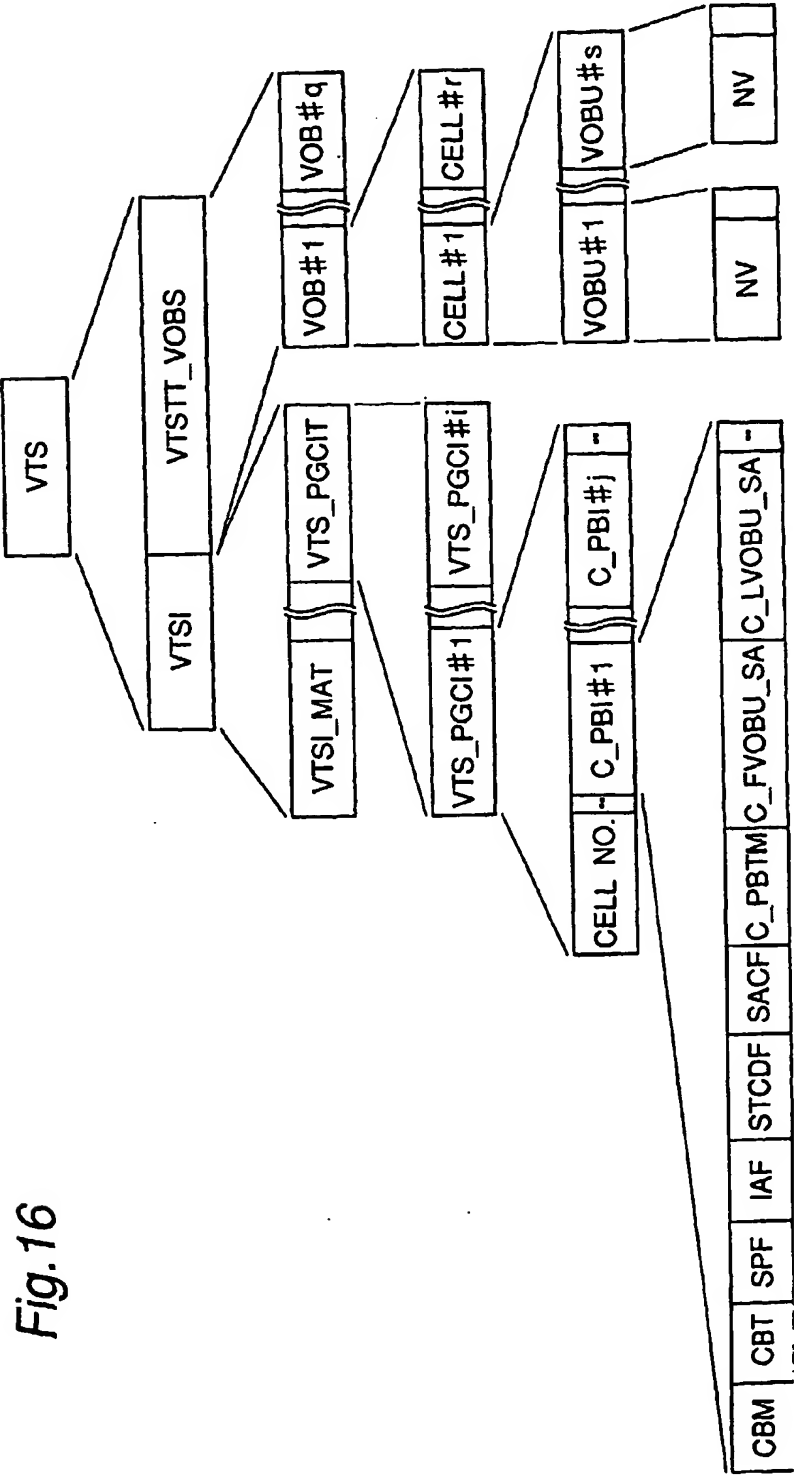 Fig.16
VTS
VTSI VTSTT_VOBS
VTSI_MAT VTS_PGCIT VOB#1 VOB#q
VTS_PGCI#1 VTS_PGCI#i CELL#1 CELL#r
CELL NO. -- C_PBI#1 C_PBI#j -- VOBU#1 VOBU#s
CBM CBT SPF IAF STCDF SACF C_PBTM C_FVOBU_SA C_LVOBU_SA -- NV NV